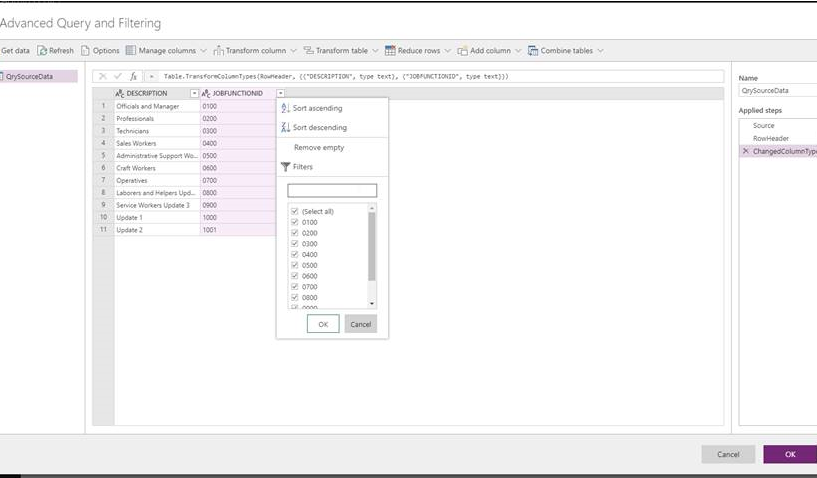 Advanced Query and Filtering
Get data Refresh Options Manage columns Transform column Transform table Reduce rows Add column Combine tables
QrySourceData
fx Table.TransformColumnTypes(RowHeader, {{"DESCRIPTION", type text}, {"JOBFUNCTIONID", type text}})
DESCRIPTION JOBFUNCTIONID
1 Officials and Manager 0100
2 Professionals 0200
3 Technicians 0300
4 Sales Workers 0400
5 Administrative Support Wo... 0500
6 Craft Workers 0600
7 Operatives 0700
8 Laborers and Helpers Upd... 0800
9 Service Workers Update 3 0900
10 Update 1 1000
11 Update 2 1001
Sort ascending
Sort descending
Remove empty
Filters
(Select all)
0100
0200
0300
0400
0500
0600
0700
0800
0900
OK Cancel
Name
QrySourceData
Applied steps
Source
RowHeader
ChangedColumnType
Cancel OK